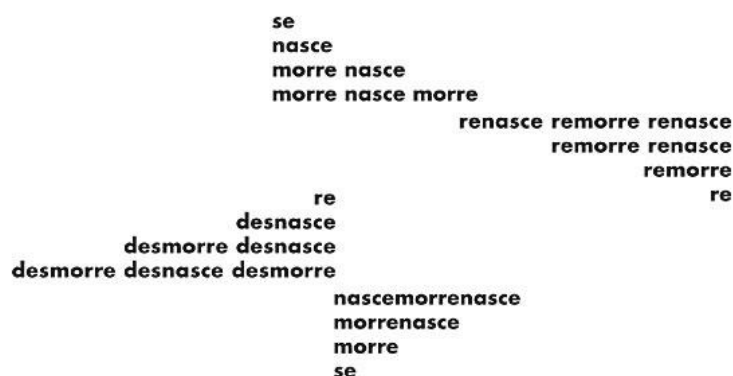 se
nasce
morre nasce
morre nasce morre
renasce remorre renasce
remorre renasce
remorre
re
re
desnasce
desmorre desnasce
desmorre desnasce desmorre
nascemorrenasce
morrenasce
morre
se